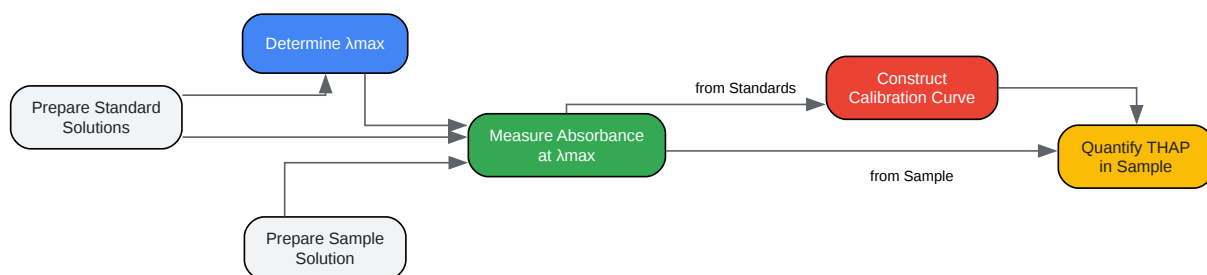 Determine λmax
Prepare Standard
Solutions
from Standards
Construct
Calibration Curve
Measure Absorbance
at λmax
Quantify THAP
in Sample
from Sample
Prepare Sample
Solution